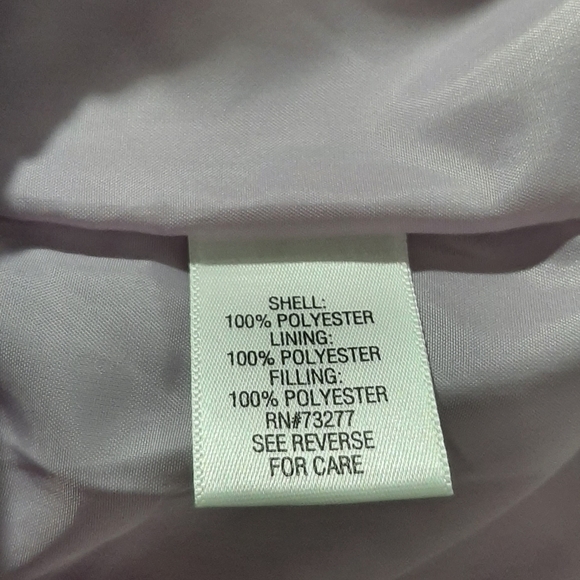 SHELL:
100% POLYESTER
LINING:
100% POLYESTER
FILLING:
100% POLYESTER
RN#73277
SEE REVERSE
FOR CARE